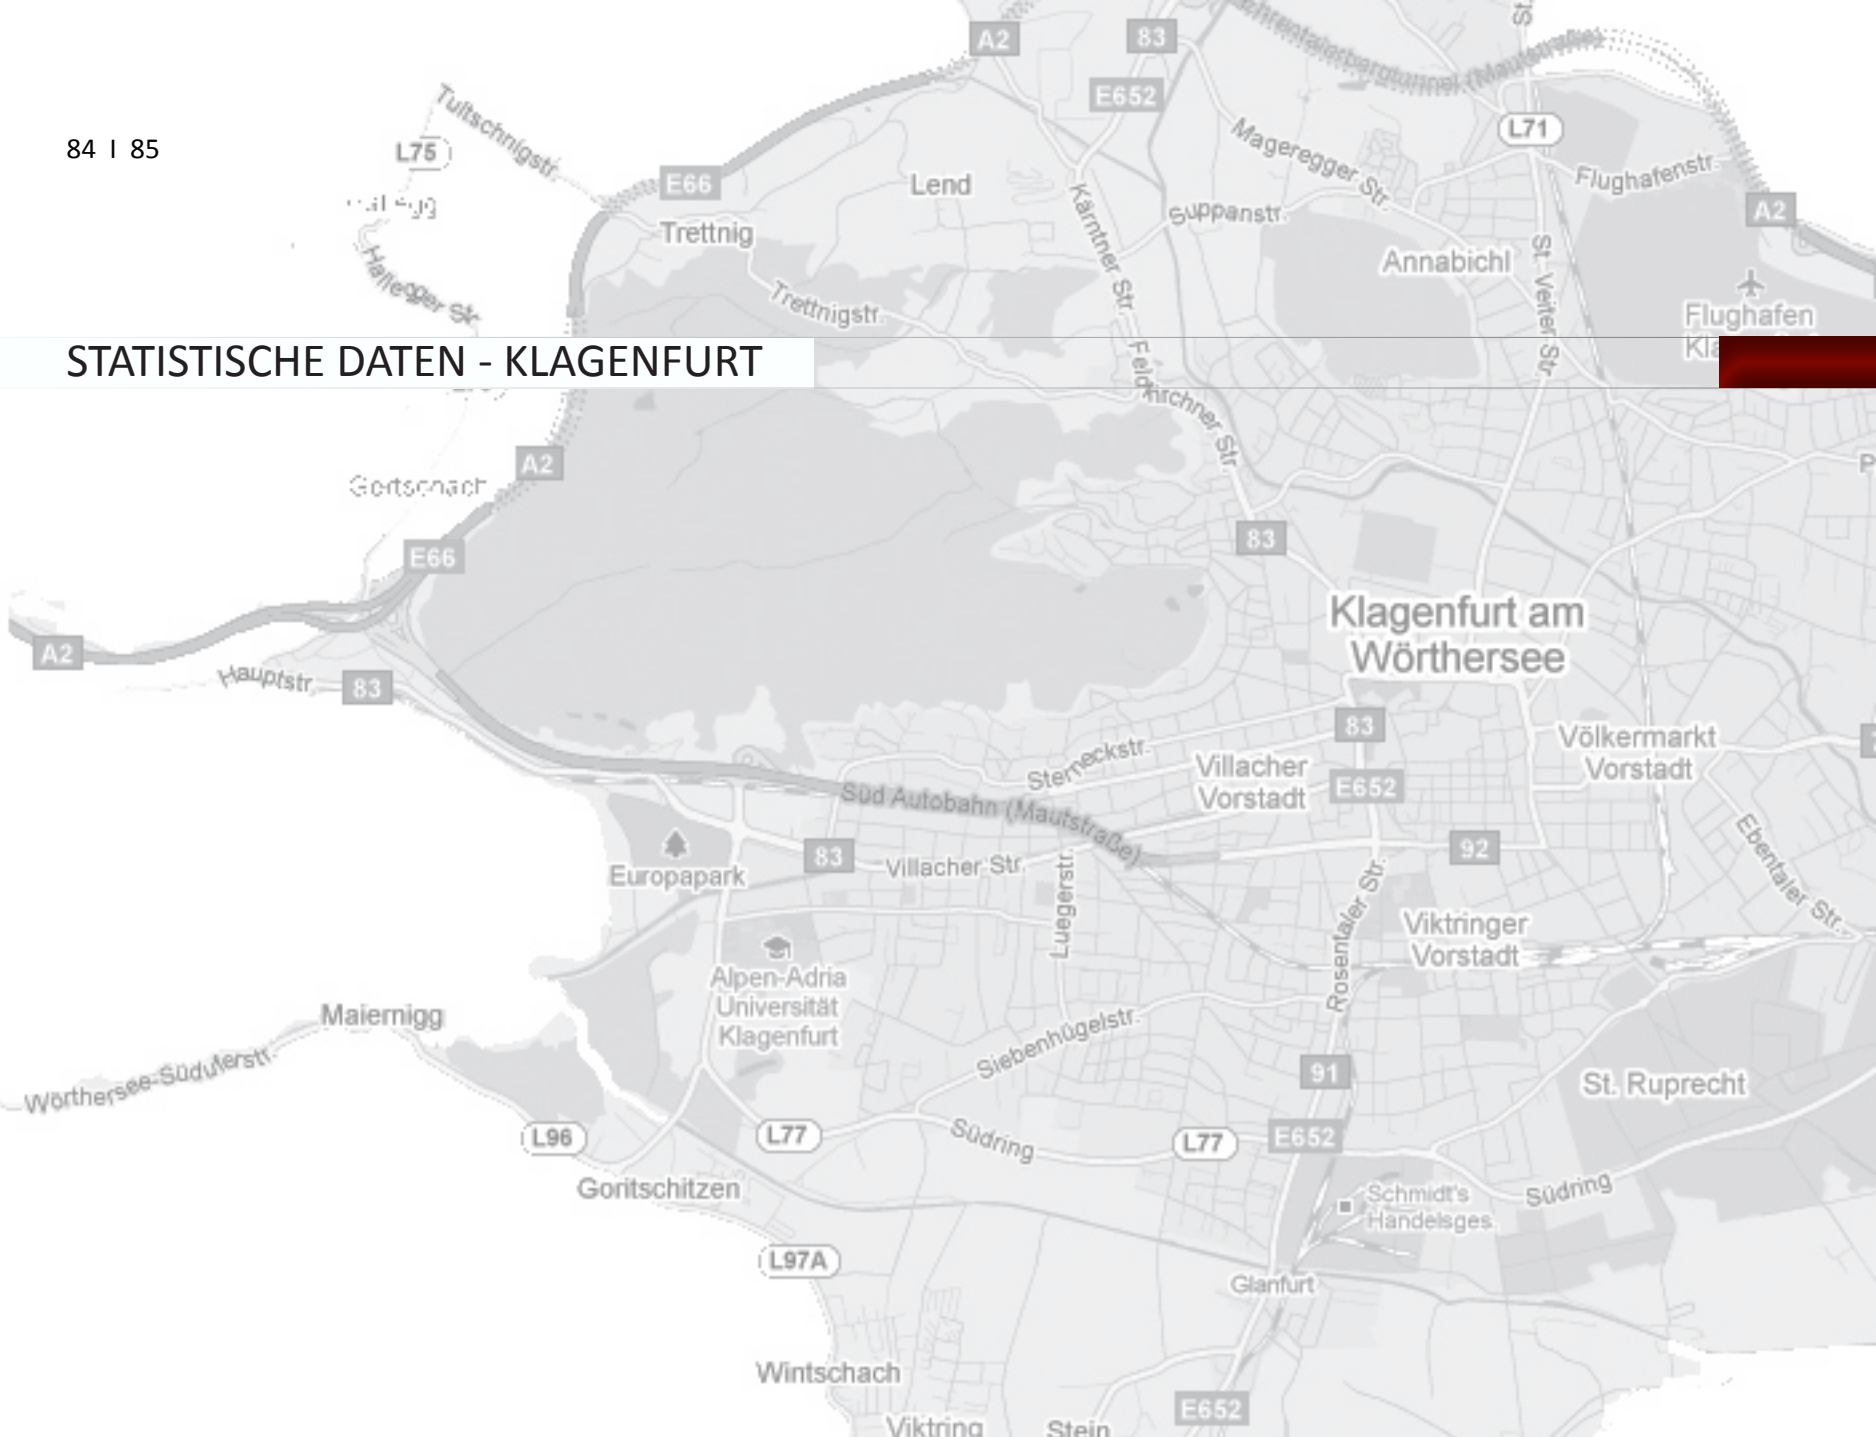 84 I 85
STATISTISCHE DATEN - KLAGENFURT
A2
83
E652
Tultschnigstr.
L75
E66
Lend
Mageregger Str.
L71
Flughafenstr.
A2
Trettnig
Kärntner Str.
Suppanstr.
Annabichl
St. Veiter Str.
Hallegger Str.
Trettnigstr.
Flughafen
Feldkirchner Str.
A2
Gertschach
E66
83
Klagenfurt am
Wörthersee
A2
Hauptstr.
83
83
Sterneckstr.
Villacher
Vorstadt
E652
Völkermarkt
Vorstadt
Süd Autobahn (Mautstraße)
Europapark
83
Villacher Str.
92
Ebentaler Str.
Luegerstr.
Rosentaler Str.
Viktringer
Vorstadt
Alpen-Adria
Universität
Klagenfurt
Maiernigg
Siebenhügelstr.
Wörthersee-Süduferstr.
91
St. Ruprecht
L96
L77
Südring
L77
E652
Goritschitzen
Schmidt's
Handelsges.
Südring
L97A
Glanfurt
Wintschach
E652
Viktring
Stein